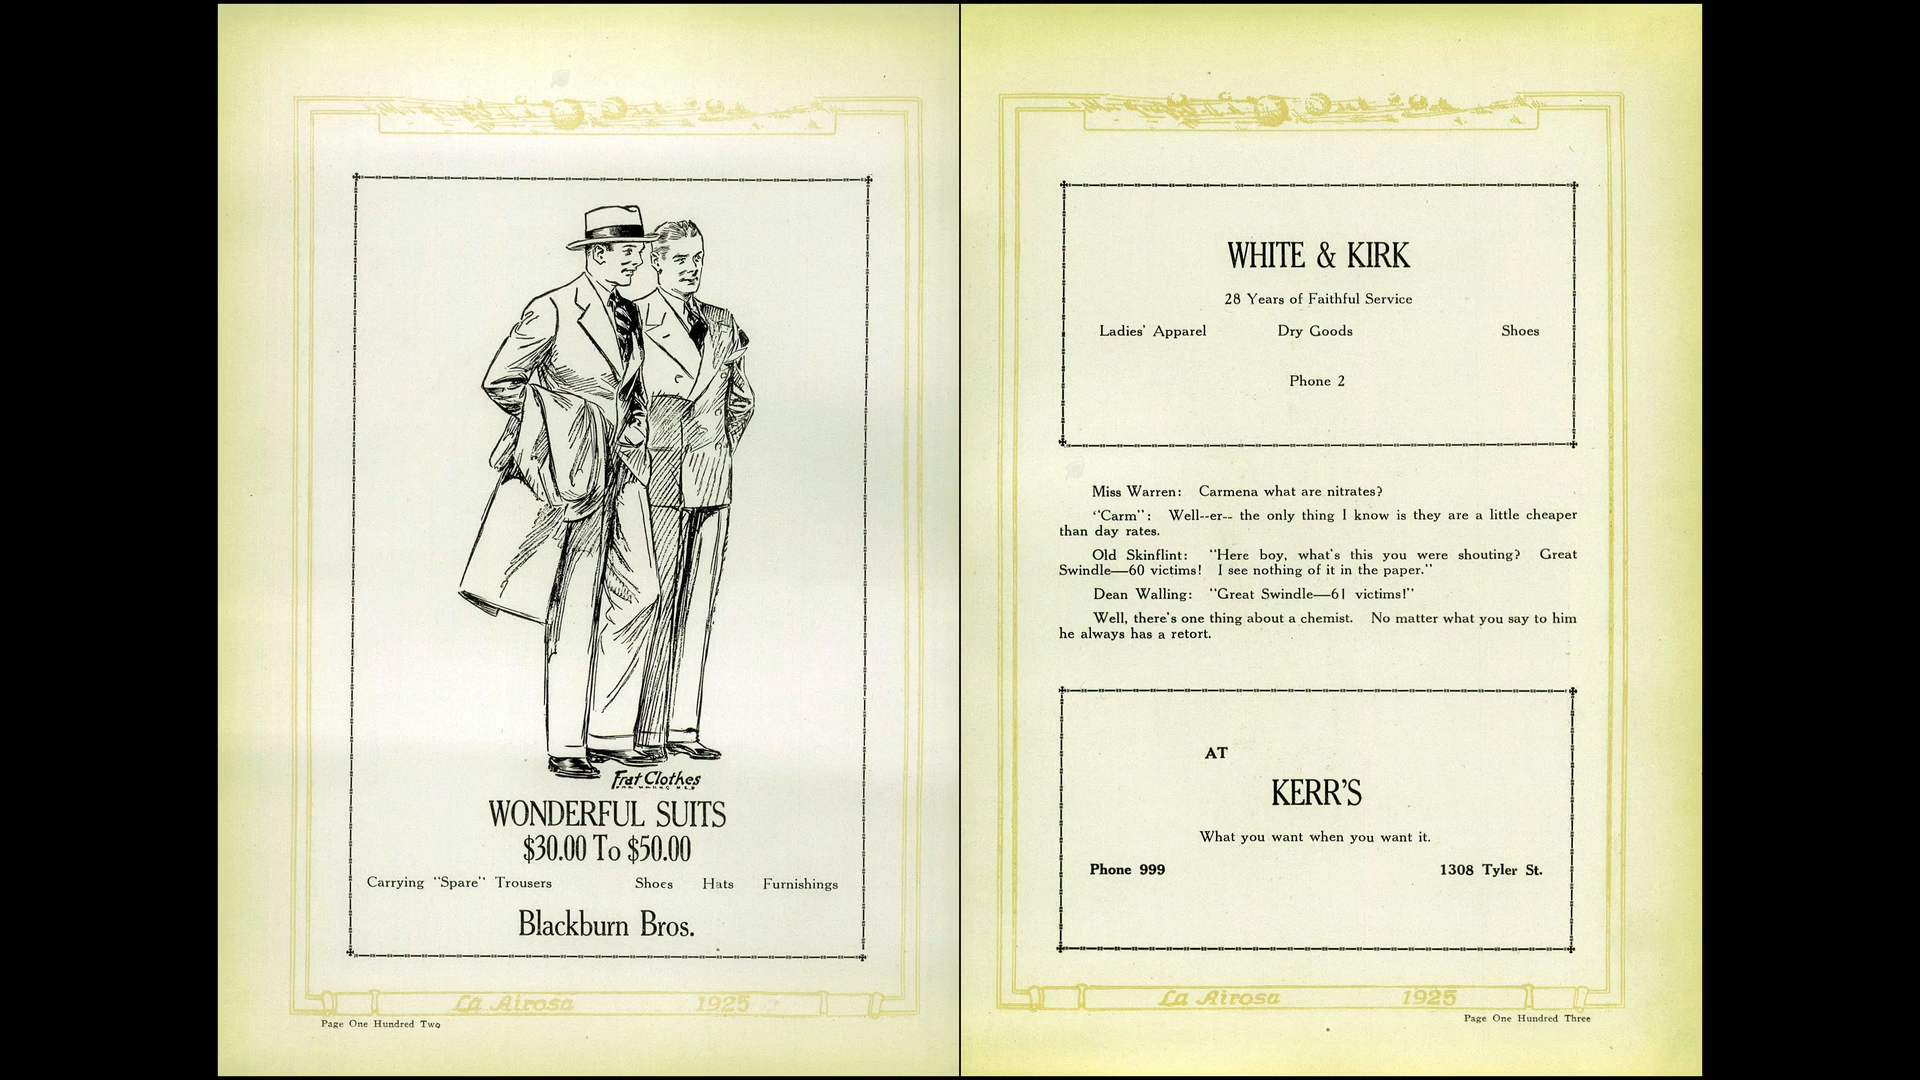 Frat Clothes
WONDERFUL SUITS
$30.00 To $50.00
Carrying "Spare" Trousers Shoes Hats Furnishings
Blackburn Bros.
La Airosa 1925
Page One Hundred Two
WHITE & KIRK
28 Years of Faithful Service
Ladies' Apparel Dry Goods Shoes
Phone 2
Miss Warren: Carmena what are nitrates?
"Carm": Well--er-- the only thing I know is they are a little cheaper
than day rates.
Old Skinflint: "Here boy, what's this you were shouting? Great
Swindle—60 victims! I see nothing of it in the paper."
Dean Walling: "Great Swindle—61 victims!"
Well, there's one thing about a chemist. No matter what you say to him
he always has a retort.
AT
KERR'S
What you want when you want it.
Phone 999 1308 Tyler St.
La Airosa 1925
Page One Hundred Three